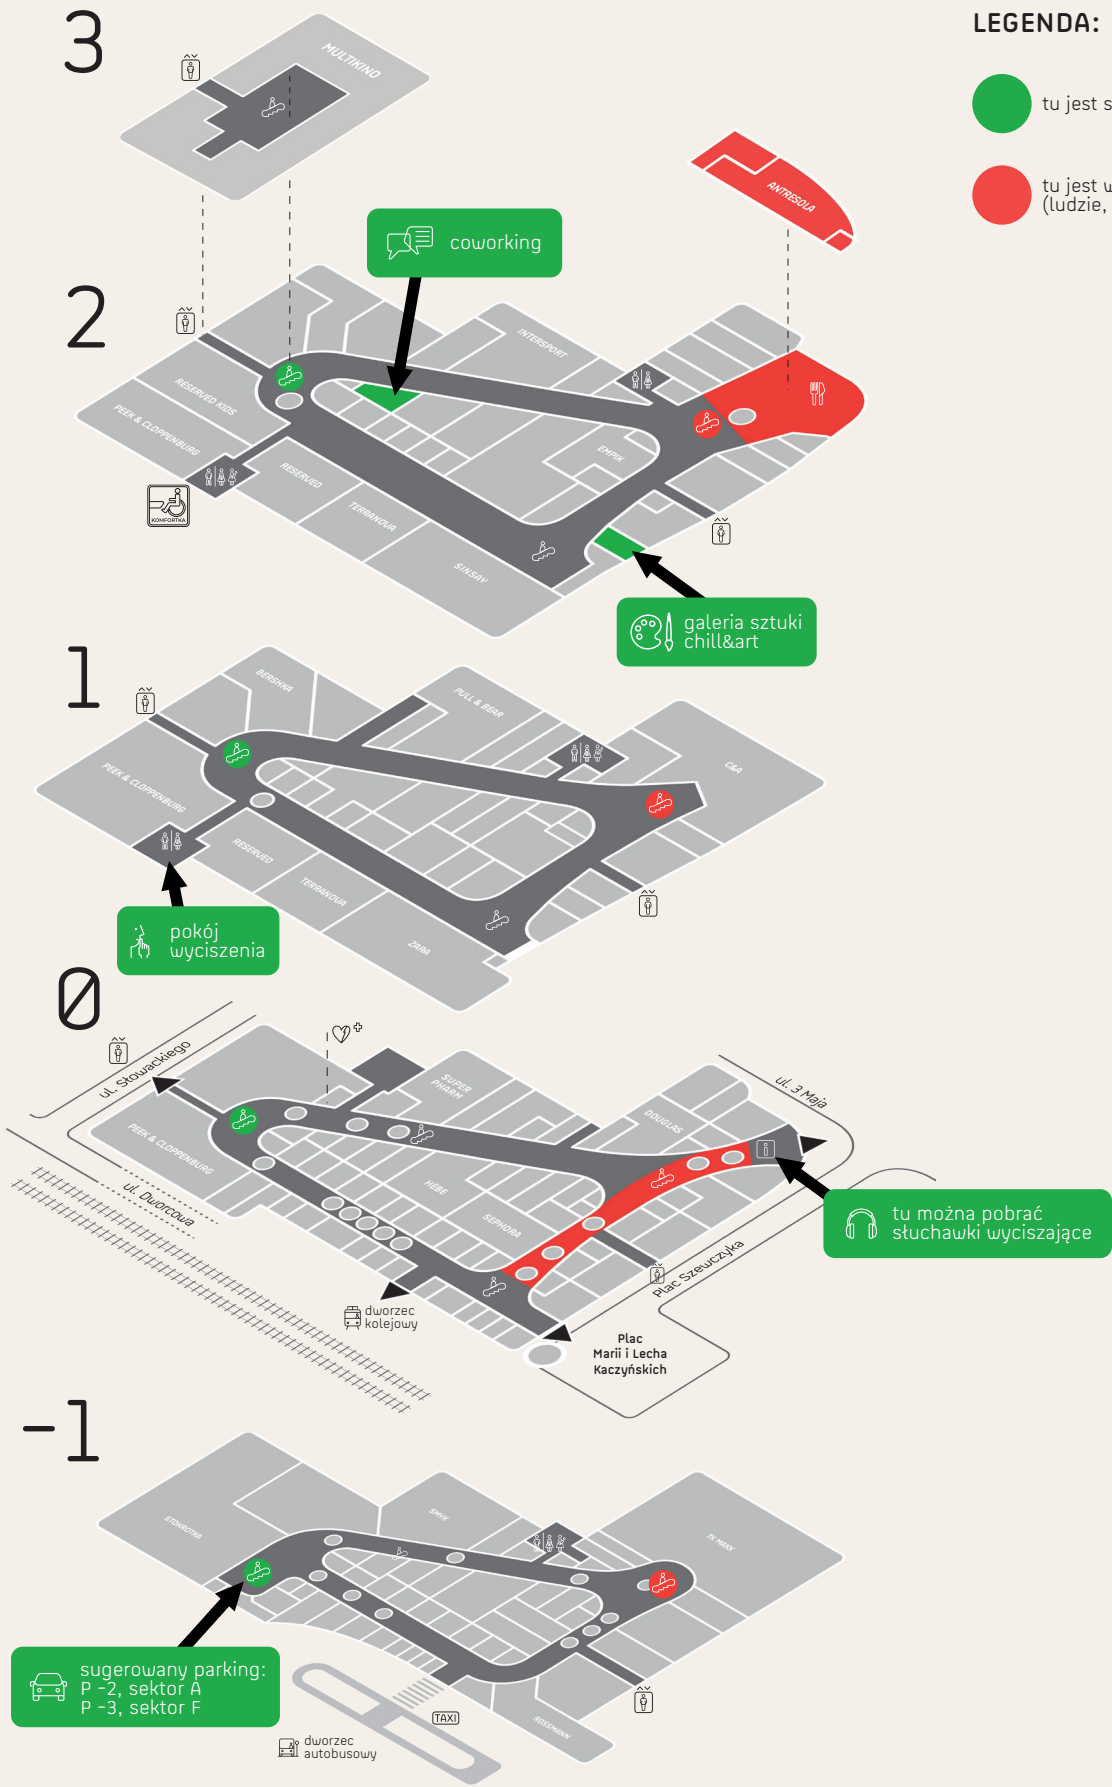 3
LEGENDA:
MULTIKINO
tu jest s
tu jest w
(ludzie,
ANTRESOLA
coworking
2
INTERSPORT
RESERVED KIDS
PEEK & CLOPPENBURG
EMPIK
RESERVED
TERRANOVA
SINSAY
KOMFORTKA
galeria sztuki
chill&art
1
BERSHKA
PULL & BEAR
C&A
PEEK & CLOPPENBURG
RESERVED
TERRANOVA
ZARA
pokój
wyciszenia
0
ul. Słowackiego
SUPER
PHARM
ul. 3 Maja
DOUGLAS
PEEK & CLOPPENBURG
HEBE
SEPHORA
ul. Dworcowa
tu można pobrać
słuchawki wyciszające
Plac Szewczyka
dworzec
kolejowy
Plac
Marii i Lecha
Kaczyńskich
-1
STOKROTKA
SMYK
TK MAXX
sugerowany parking:
P -2, sektor A
P -3, sektor F
TAXI
ROSSMANN
dworzec
autobusowy